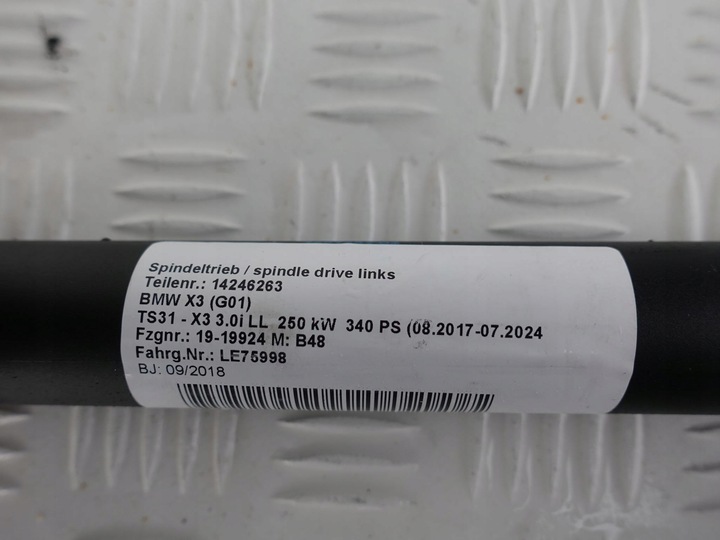 Spindeltrieb / spindle drive links
Teilenr.: 14246263
BMW X3 (G01)
TS31 - X3 3.0i LL 250 kW 340 PS (08.2017-07.2024
Fzgnr.: 19-19924 M: B48
Fahrg.Nr.: LE75998
BJ: 09/2018